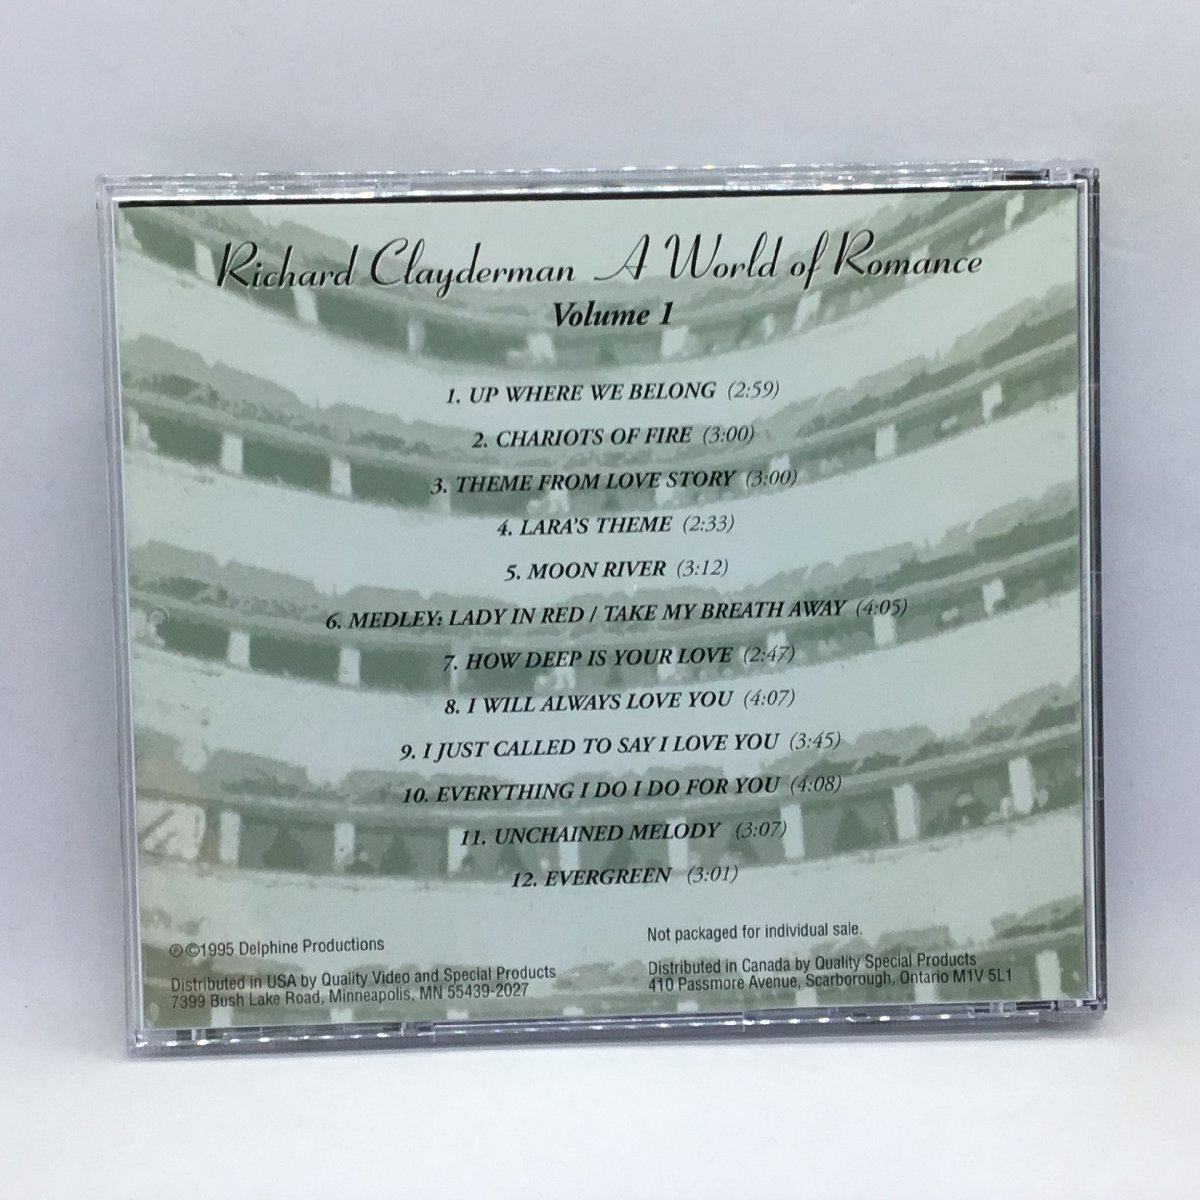 Richard Clayderman A World of Romance
Volume 1
1. UP WHERE WE BELONG (2:59)
2. CHARIOTS OF FIRE (3:00)
3. THEME FROM LOVE STORY (3:00)
4. LARA'S THEME (2:33)
5. MOON RIVER (3:12)
6. MEDLEY: LADY IN RED / TAKE MY BREATH AWAY (4:05)
7. HOW DEEP IS YOUR LOVE (2:47)
8. I WILL ALWAYS LOVE YOU (4:07)
9. I JUST CALLED TO SAY I LOVE YOU (3:45)
10. EVERYTHING I DO I DO FOR YOU (4:08)
11. UNCHAINED MELODY (3:07)
12. EVERGREEN (3:01)
℗©1995 Delphine Productions
Distributed in USA by Quality Video and Special Products
7399 Bush Lake Road, Minneapolis, MN 55439-2027
Not packaged for individual sale.
Distributed in Canada by Quality Special Products
410 Passmore Avenue, Scarborough, Ontario M1V 5L1